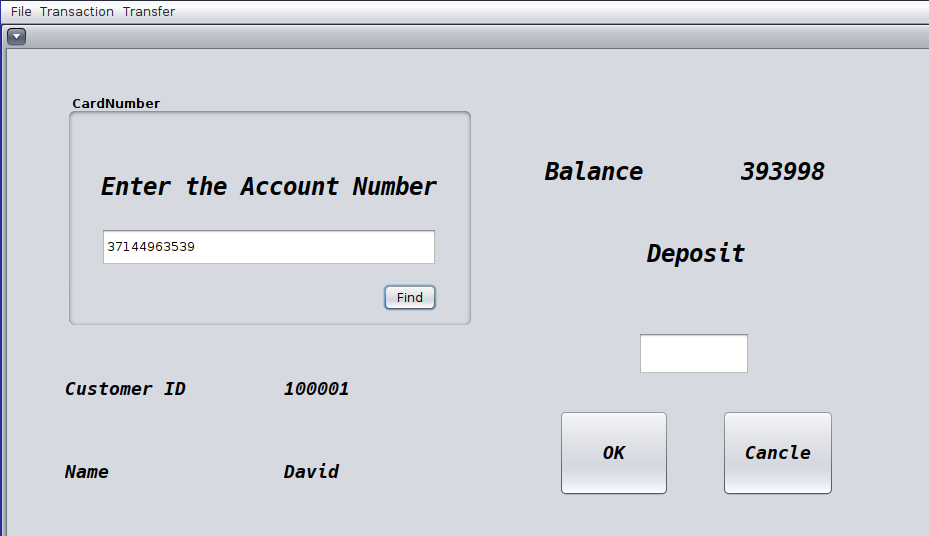 File Transaction Transfer
CardNumber
Enter the Account Number
37144963539
Find
Customer ID 100001
Name David
Balance 393998
Deposit
OK Cancle